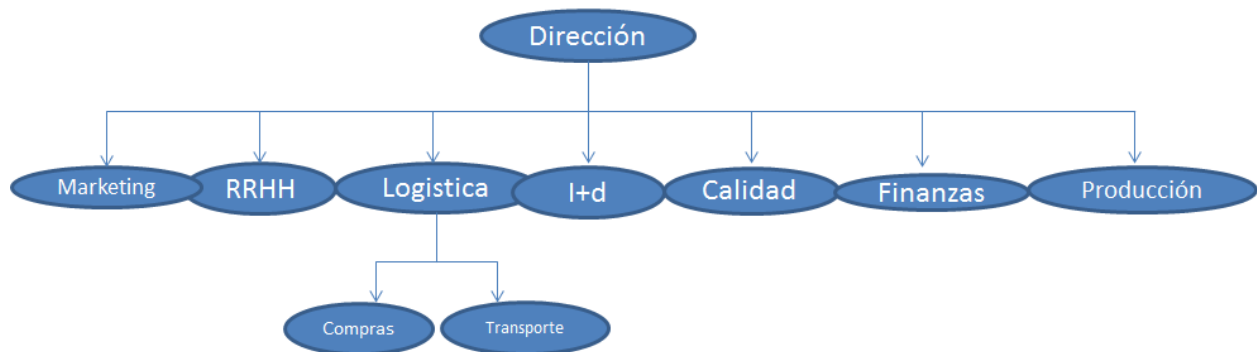 Dirección
Marketing
RRHH
Logistica
I+d
Calidad
Finanzas
Producción
Compras
Transporte